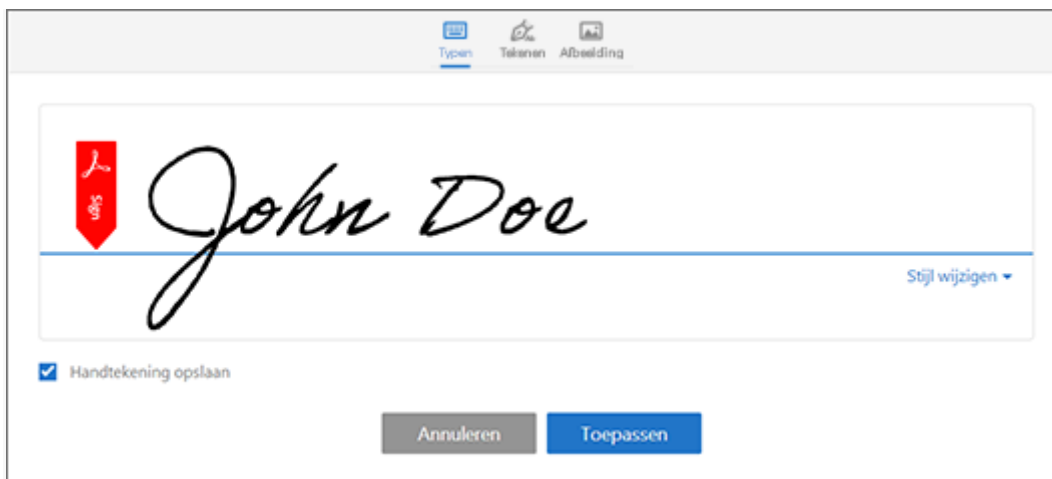 Typen Tekenen Afbeelding
Sign
John Doe
Stijl wijzigen
Handtekening opslaan
Annuleren Toepassen